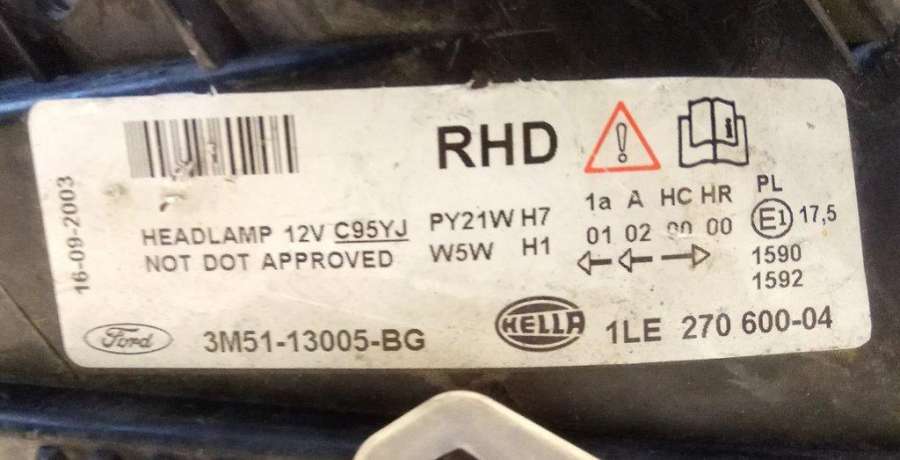 16-09-2003
RHD
HEADLAMP 12V C95YJ
NOT DOT APPROVED
PY21W H7
W5W H1
1a A HC HR
01 02 00 00
PL
E1 17,5
1590
1592
Ford
3M51-13005-BG
HELLA
1LE 270 600-04